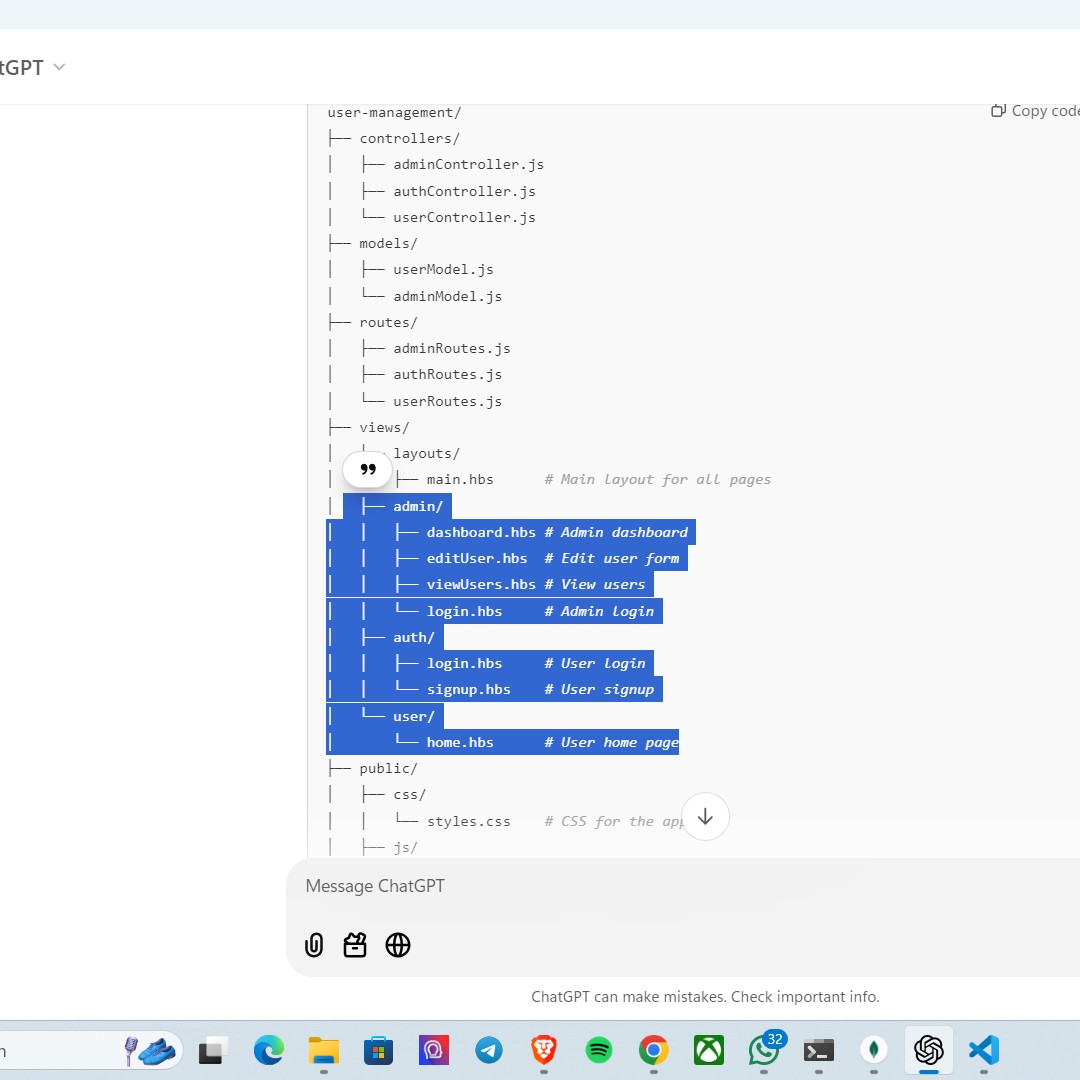 tGPT
user-management/
Copy code
├── controllers/
│   ├── adminController.js
│   ├── authController.js
│   └── userController.js
├── models/
│   ├── userModel.js
│   └── adminModel.js
├── routes/
│   ├── adminRoutes.js
│   ├── authRoutes.js
│   └── userRoutes.js
├── views/
│   ├── layouts/
│   │   ├── main.hbs      # Main layout for all pages
│   ├── admin/
│   │   ├── dashboard.hbs # Admin dashboard
│   │   ├── editUser.hbs  # Edit user form
│   │   ├── viewUsers.hbs # View users
│   │   └── login.hbs     # Admin login
│   ├── auth/
│   │   ├── login.hbs     # User login
│   │   └── signup.hbs    # User signup
│   └── user/
│       └── home.hbs      # User home page
├── public/
│   ├── css/
│   │   └── styles.css    # CSS for the app
│   ├── js/
Message ChatGPT
ChatGPT can make mistakes. Check important info.
32